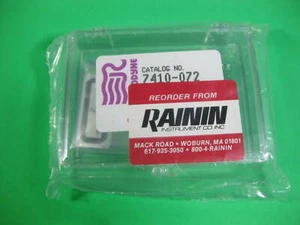 CATALOG NO.
7410-072
REORDER FROM
RAININ
INSTRUMENT CO INC
MACK ROAD • WOBURN, MA 01801
617-935-3050 • 800-4-RAININ